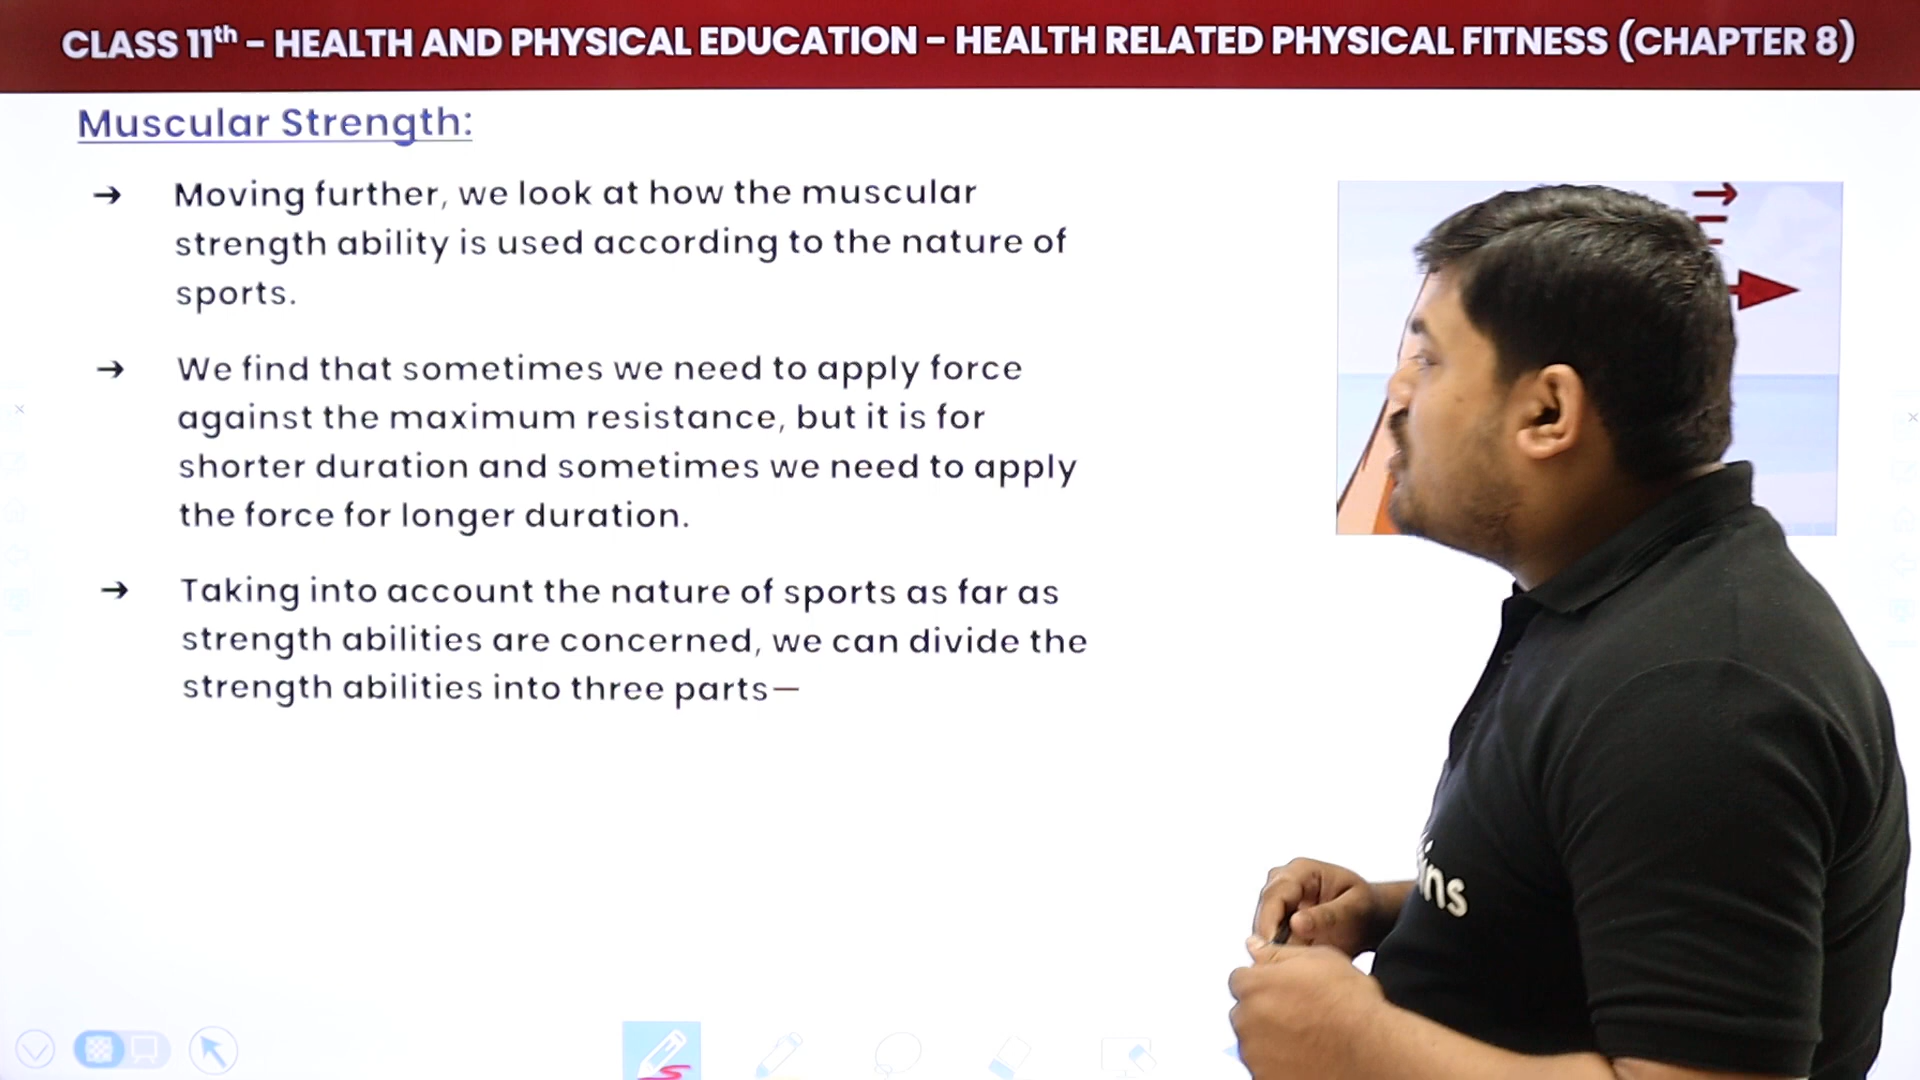 CLASS 11th – HEALTH AND PHYSICAL EDUCATION – HEALTH RELATED PHYSICAL FITNESS (CHAPTER 8)
Muscular Strength:
→ Moving further, we look at how the muscular
strength ability is used according to the nature of
sports.
→ We find that sometimes we need to apply force
against the maximum resistance, but it is for
shorter duration and sometimes we need to apply
the force for longer duration.
→ Taking into account the nature of sports as far as
strength abilities are concerned, we can divide the
strength abilities into three parts—